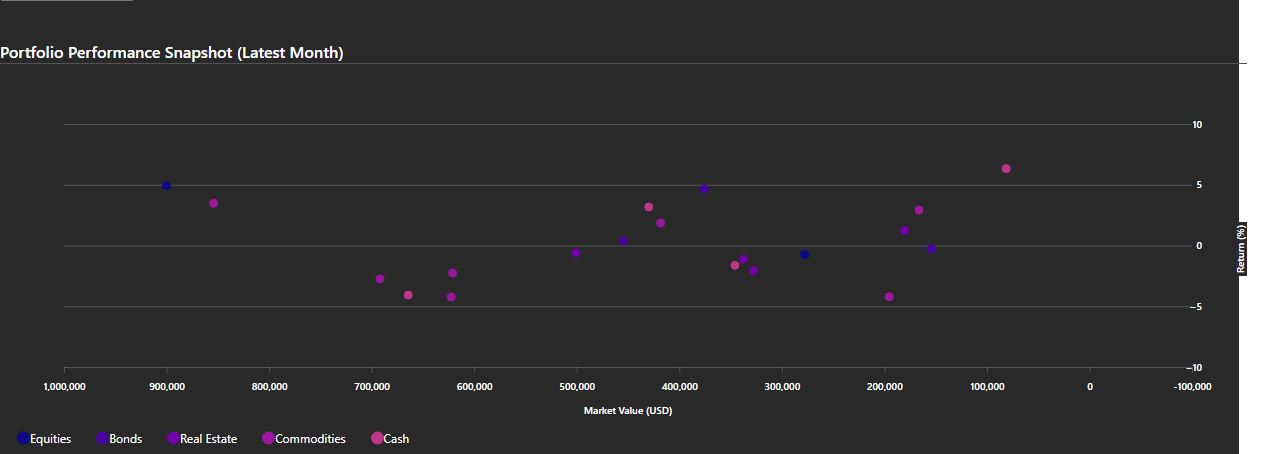 Portfolio Performance Snapshot (Latest Month)
10
5
0
Return (%)
−5
−10
1,000,000 900,000 800,000 700,000 600,000 500,000 400,000 300,000 200,000 100,000 0 -100,000
Market Value (USD)
Equities Bonds Real Estate Commodities Cash